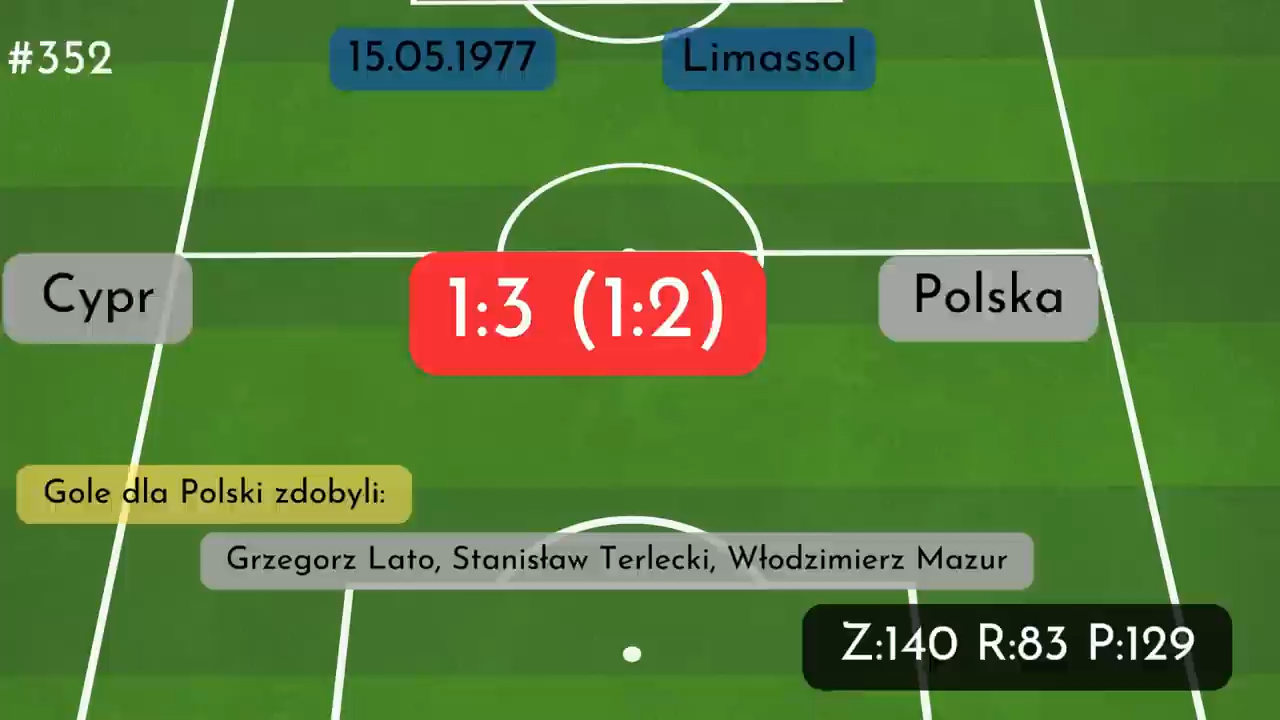 #352
15.05.1977
Limassol
Cypr
1:3 (1:2)
Polska
Gole dla Polski zdobyli:
Grzegorz Lato, Stanisław Terlecki, Włodzimierz Mazur
Z:140 R:83 P:129